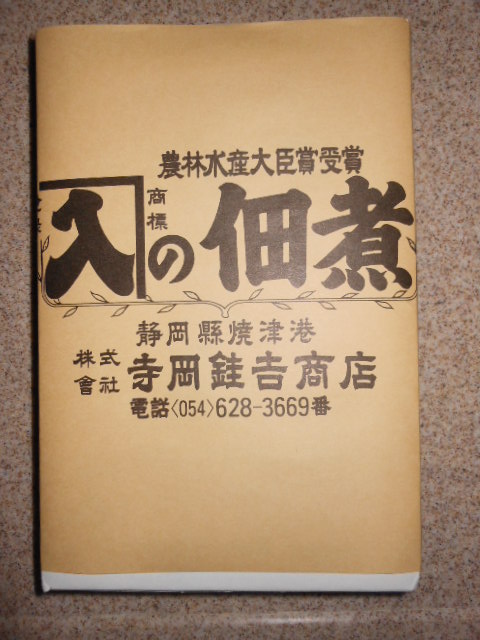 農林水産大臣賞受賞
商標
入の佃煮
静岡縣焼津港
株式會社 寺岡銈𠮷商店
電話〈054〉628-3669番